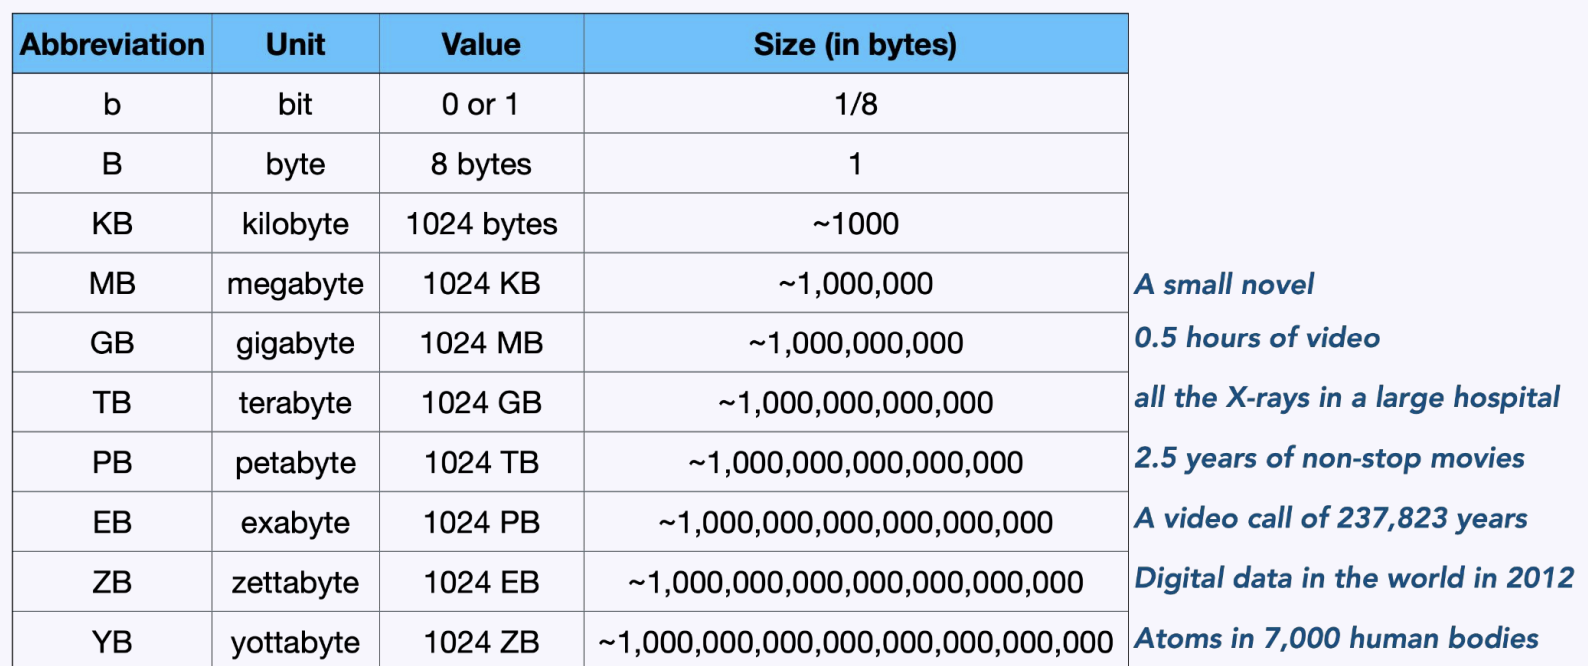 Abbreviation Unit Value Size (in bytes)
b bit 0 or 1 1/8
B byte 8 bytes 1
KB kilobyte 1024 bytes ~1000
MB megabyte 1024 KB ~1,000,000 A small novel
GB gigabyte 1024 MB ~1,000,000,000 0.5 hours of video
TB terabyte 1024 GB ~1,000,000,000,000 all the X-rays in a large hospital
PB petabyte 1024 TB ~1,000,000,000,000,000 2.5 years of non-stop movies
EB exabyte 1024 PB ~1,000,000,000,000,000,000 A video call of 237,823 years
ZB zettabyte 1024 EB ~1,000,000,000,000,000,000,000 Digital data in the world in 2012
YB yottabyte 1024 ZB ~1,000,000,000,000,000,000,000,000 Atoms in 7,000 human bodies